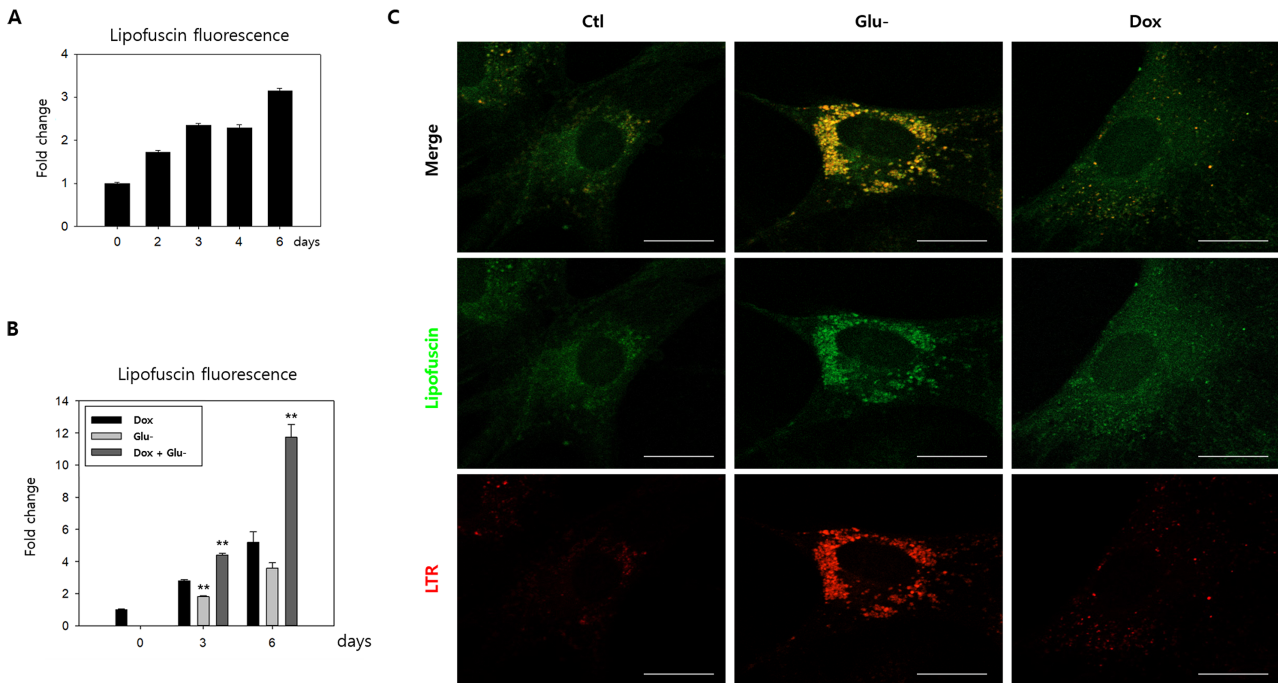 A
Lipofuscin fluorescence
Fold change
4
3
2
1
0
0 2 3 4 6 days
B
Lipofuscin fluorescence
Fold change
14
12
10
8
6
4
2
0
Dox
Glu-
Dox + Glu-
**
**
**
0 3 6 days
C
Ctl Glu- Dox
Merge
Lipofuscin
LTR